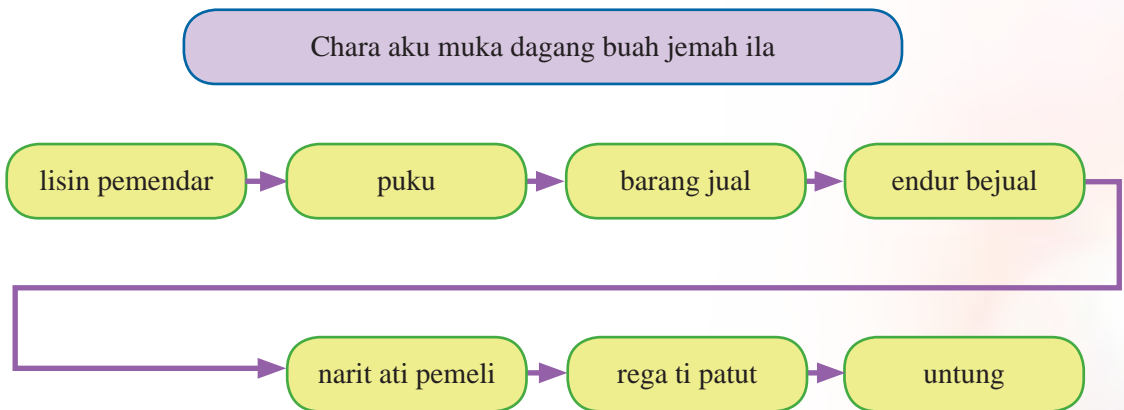 Chara aku muka dagang buah jemah ila
lisin pemendar
puku
barang jual
endur bejual
narit ati pemeli
rega ti patut
untung